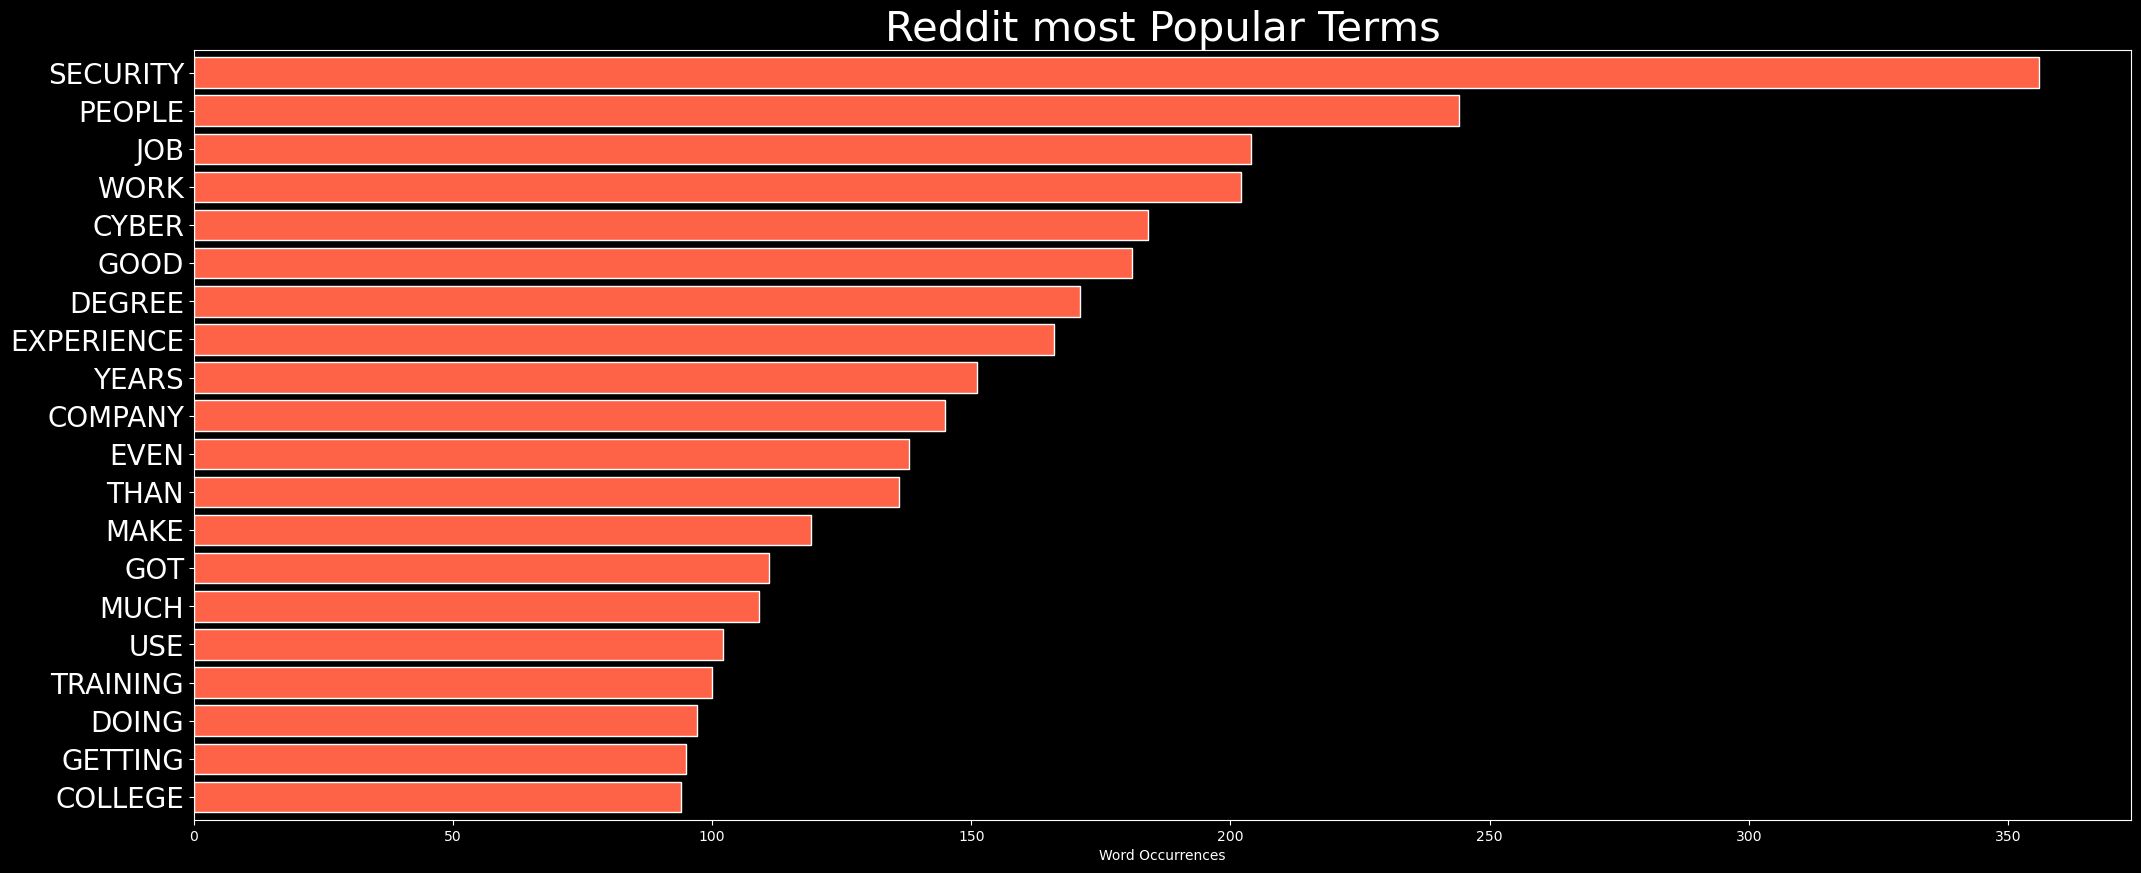 Reddit most Popular Terms
SECURITY
PEOPLE
JOB
WORK
CYBER
GOOD
DEGREE
EXPERIENCE
YEARS
COMPANY
EVEN
THAN
MAKE
GOT
MUCH
USE
TRAINING
DOING
GETTING
COLLEGE
0 50 100 150 200 250 300 350
Word Occurrences